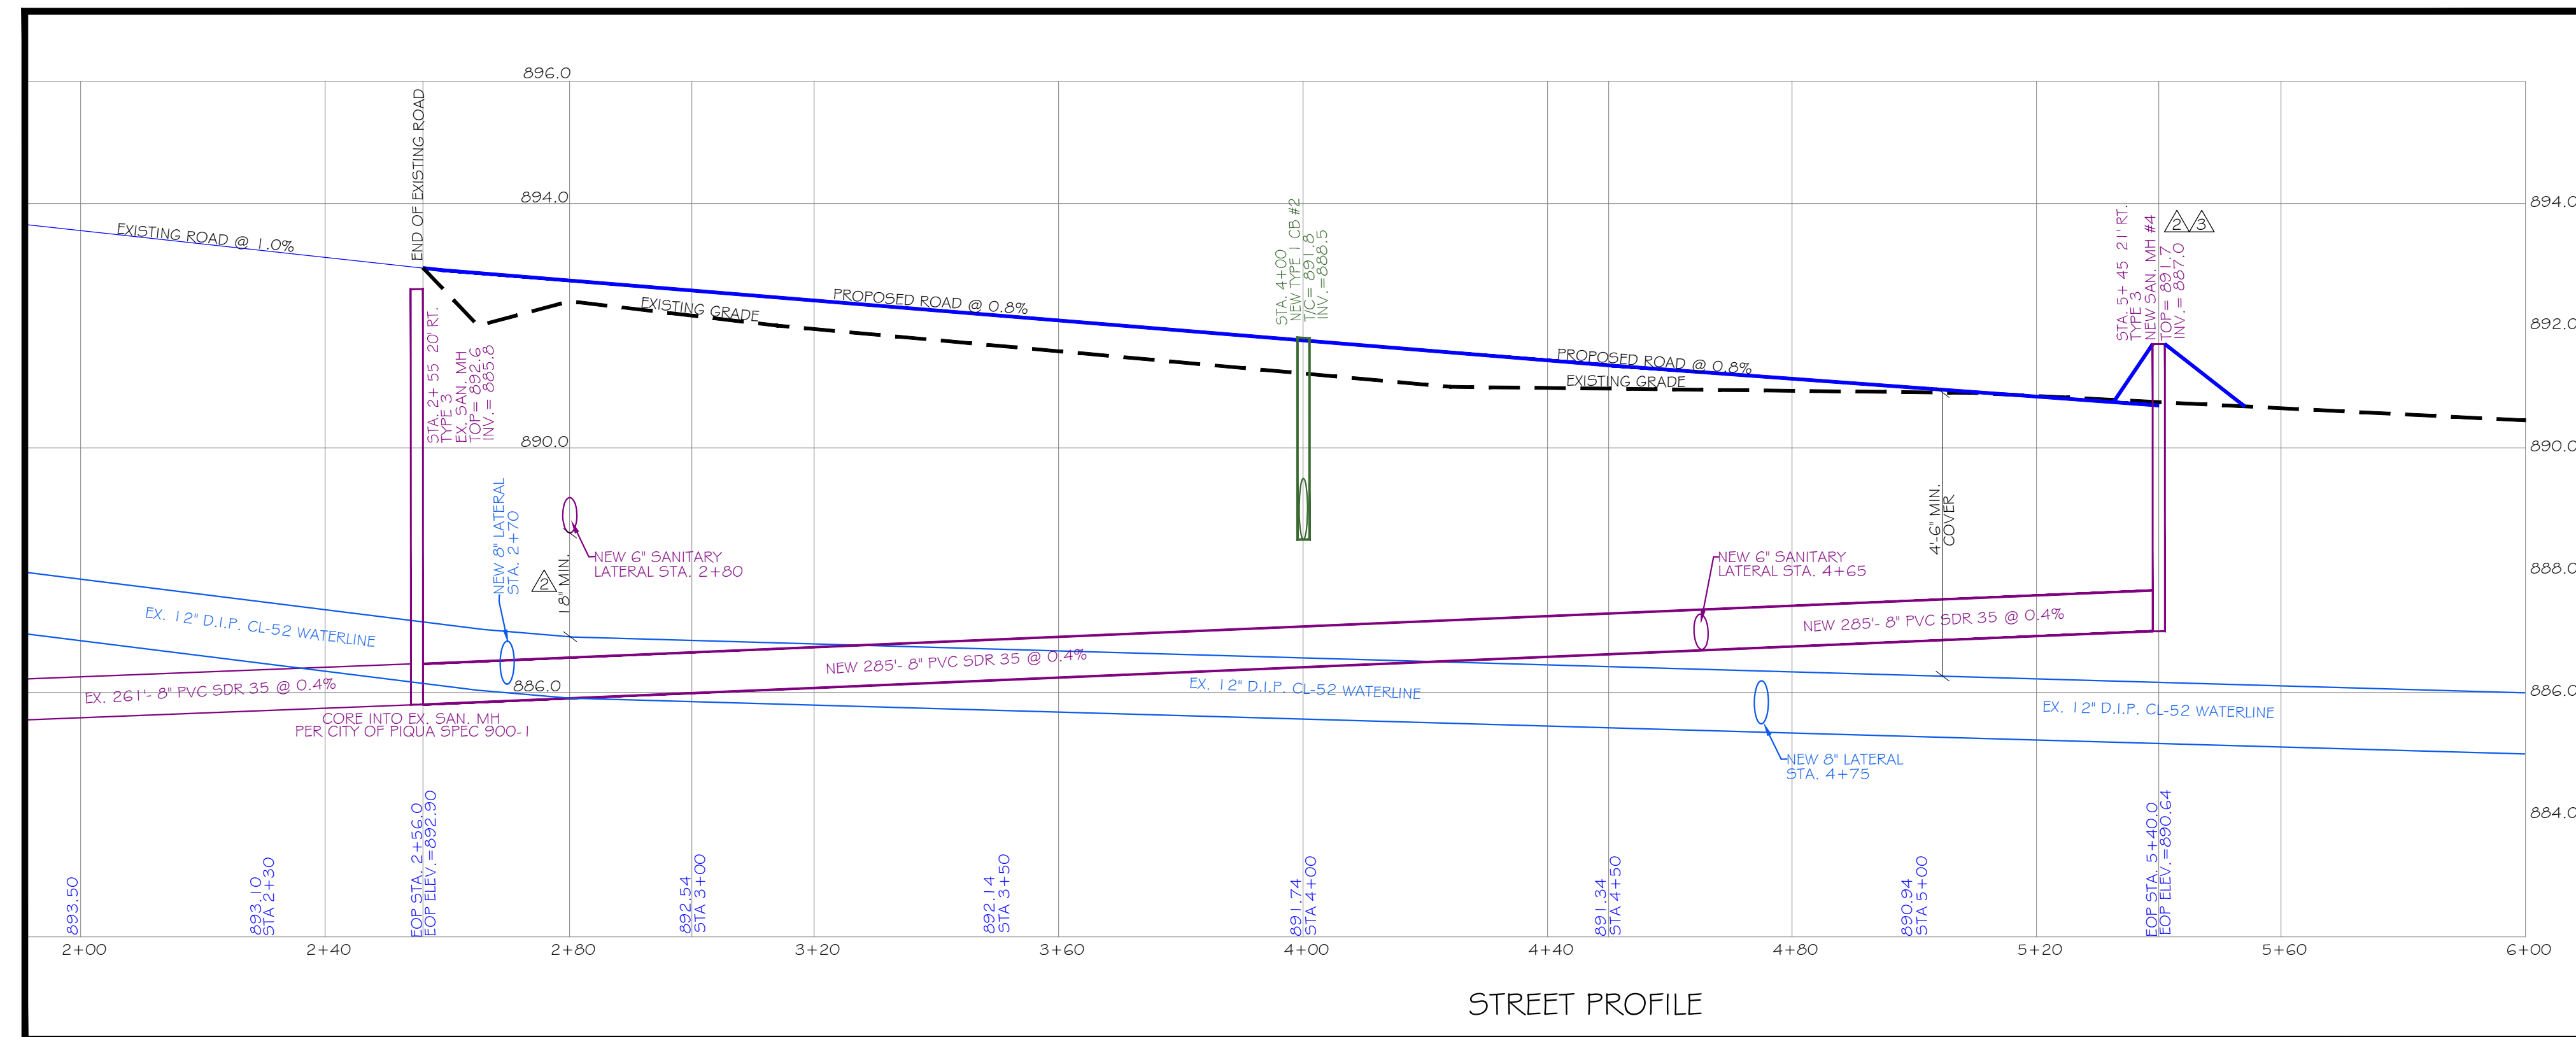 896.0
894.0
894.0
892.0
890.0
890.0
888.0
886.0
886.0
884.0
END OF EXISTING ROAD
EXISTING ROAD @ 1.0%
PROPOSED ROAD @ 0.8%
EXISTING GRADE
STA. 2+ 55 20' RT.
TYPE 3
EX. SAN. MH
TOP= 892.6
INV.= 885.8
NEW 8" LATERAL
STA. 2+70
2
18" MIN.
NEW 6" SANITARY
LATERAL STA. 2+80
STA. 4+00
NEW TYPE 1 CB #2
T/C= 891.8
INV.=888.5
PROPOSED ROAD @ 0.8%
EXISTING GRADE
4'-6" MIN.
COVER
STA. 5+ 45 21' RT.
TYPE 3
NEW SAN. MH #4
TOP= 891.7
INV.= 887.0
2
3
NEW 6" SANITARY
LATERAL STA. 4+65
EX. 12" D.I.P. CL-52 WATERLINE
EX. 261'- 8" PVC SDR 35 @ 0.4%
CORE INTO EX. SAN. MH
PER CITY OF PIQUA SPEC 900-1
NEW 285'- 8" PVC SDR 35 @ 0.4%
EX. 12" D.I.P. CL-52 WATERLINE
NEW 285'- 8" PVC SDR 35 @ 0.4%
EX. 12" D.I.P. CL-52 WATERLINE
NEW 8" LATERAL
STA. 4+75
893.50
893.10
STA 2+30
EOP STA. 2+56.0
EOP ELEV.=892.90
892.54
STA 3+00
892.14
STA 3+50
891.74
STA 4+00
891.34
STA 4+50
890.94
STA 5+00
EOP STA. 5+40.0
EOP ELEV.=890.64
2+00
2+40
2+80
3+20
3+60
4+00
4+40
4+80
5+20
5+60
6+00
STREET PROFILE